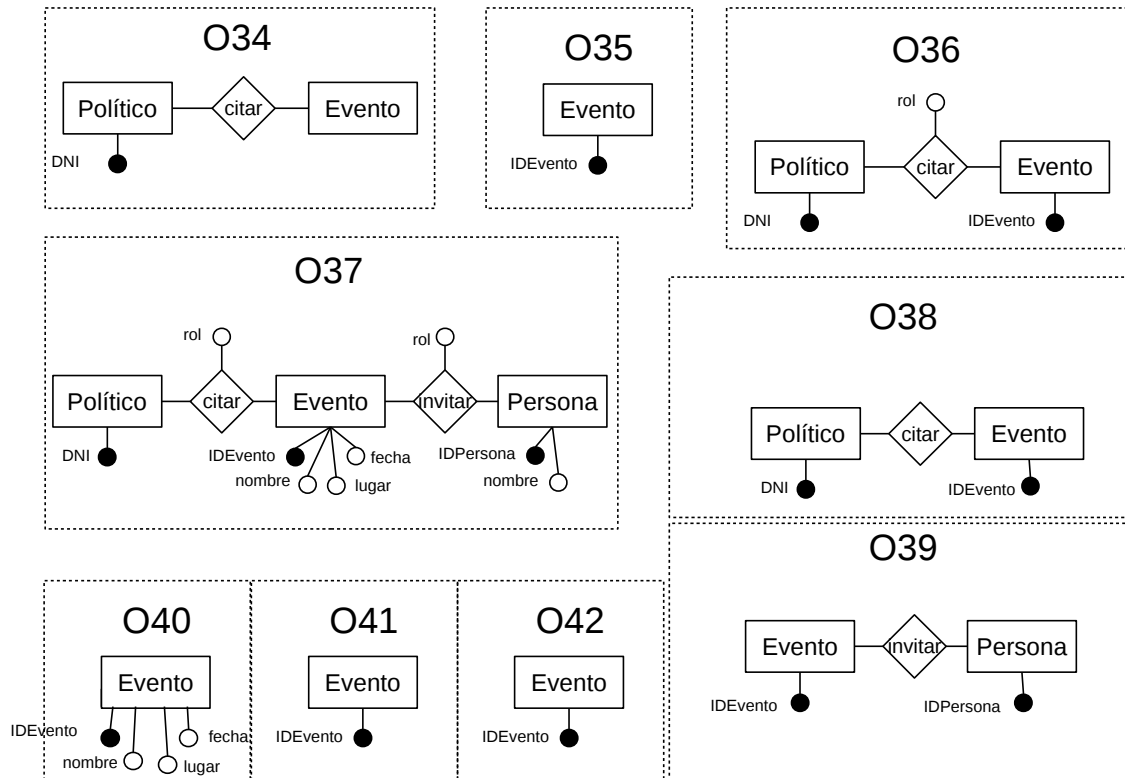 O34
Político
citar
Evento
DNI
O35
Evento
IDEvento
O36
rol
Político
citar
Evento
DNI
IDEvento
O37
rol
rol
Político
citar
Evento
invitar
Persona
DNI
IDEvento
fecha
IDPersona
nombre
lugar
nombre
O38
Político
citar
Evento
DNI
IDEvento
O39
Evento
invitar
Persona
IDEvento
IDPersona
O40
Evento
IDEvento
fecha
nombre
lugar
O41
Evento
IDEvento
O42
Evento
IDEvento